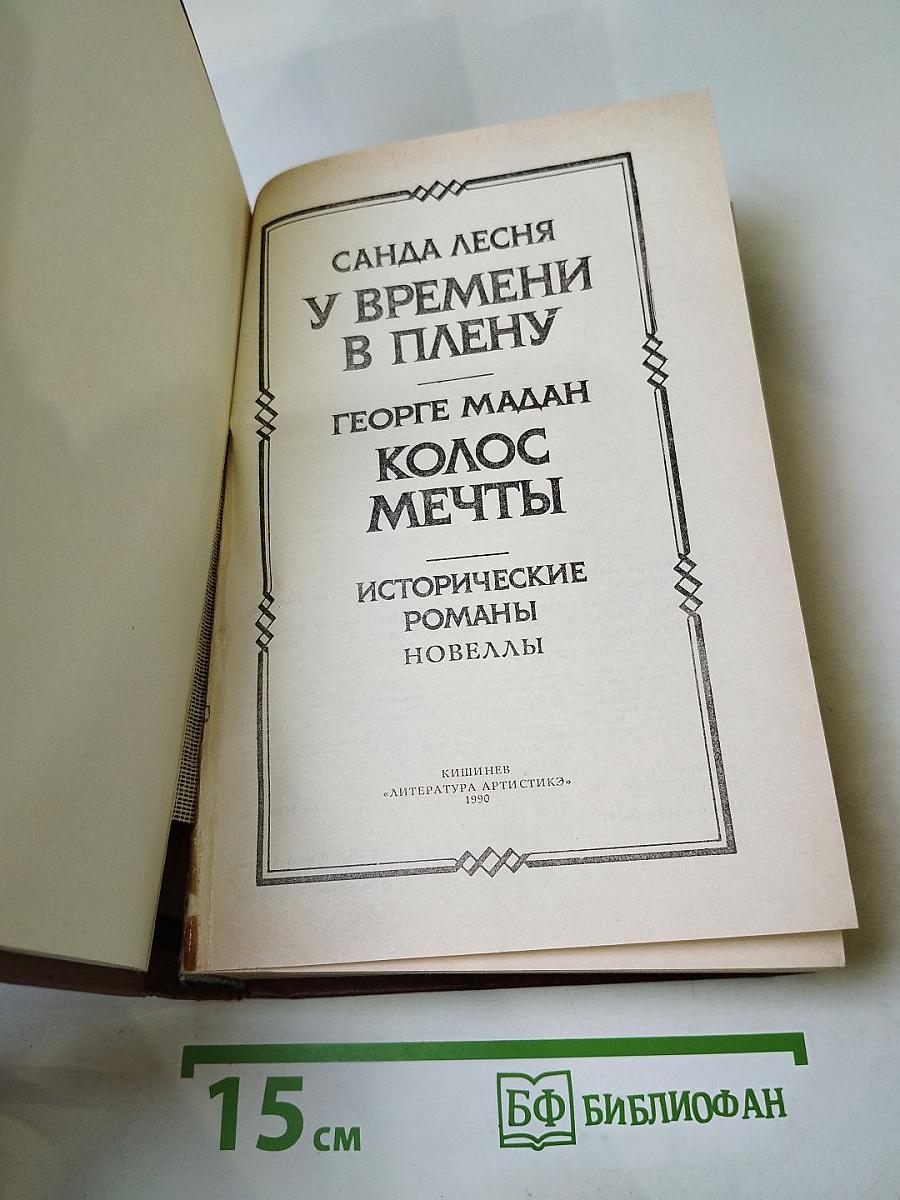 САНДА ЛЕСНЯ
У ВРЕМЕНИ
В ПЛЕНУ
ГЕОРГЕ МАДАН
КОЛОС
МЕЧТЫ
ИСТОРИЧЕСКИЕ
РОМАНЫ
НОВЕЛЛЫ
КИШИНЕВ
«ЛИТЕРАТУРА АРТИСТИКЭ»
1990
15 см
БФ БИБЛИОФАН